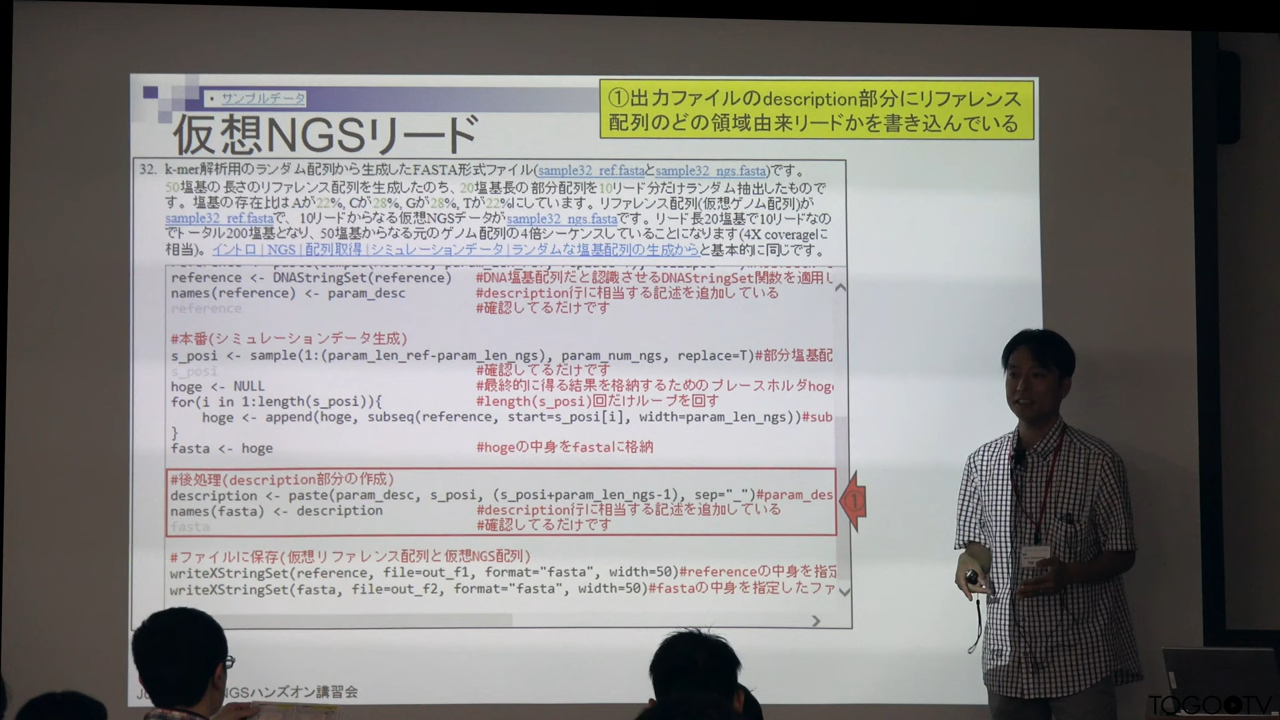 ・サンプルデータ
仮想NGSリード
①出力ファイルのdescription部分にリファレンス
配列のどの領域由来リードかを書き込んでいる
32. k-mer解析用のランダム配列から生成したFASTA形式ファイル(sample32_ref.fastaとsample32_ngs.fasta)です。
50塩基の長さのリファレンス配列を生成したのち、20塩基長の部分配列を10リード分だけランダム抽出したもので
す。塩基の存在比はAが22%, Cが28%, Gが28%, Tが22%にしています。リファレンス配列(仮想ゲノム配列)が
sample32_ref.fastaで、10リードからなる仮想NGSデータがsample32_ngs.fastaです。リード長20塩基で10リードなの
でトータル200塩基となり、50塩基からなる元のゲノム配列の4倍シーケンスしていることになります(4X coverageに
相当)。イントロ | NGS | 配列取得 | シミュレーションデータ | ランダムな塩基配列の生成からと基本的に同じです。
reference <- DNAStringSet(reference) #DNA塩基配列だと認識させるDNAStringSet関数を適用し
names(reference) <- param_desc #description行に相当する記述を追加している
reference #確認してるだけです
#本番(シミュレーションデータ生成)
s_posi <- sample(1:(param_len_ref-param_len_ngs), param_num_ngs, replace=T)#部分塩基配
s_posi #確認してるだけです
hoge <- NULL #最終的に得る結果を格納するためのプレースホルダhoge
for(i in 1:length(s_posi)){ #length(s_posi)回だけループを回す
hoge <- append(hoge, subseq(reference, start=s_posi[i], width=param_len_ngs))#sub
}
fasta <- hoge #hogeの中身をfastaに格納
#後処理(description部分の作成)
description <- paste(param_desc, s_posi, (s_posi+param_len_ngs-1), sep="_")#param_des
names(fasta) <- description #description行に相当する記述を追加している
fasta #確認してるだけです
①
#ファイルに保存(仮想リファレンス配列と仮想NGS配列)
writeXStringSet(reference, file=out_f1, format="fasta", width=50)#referenceの中身を指定
writeXStringSet(fasta, file=out_f2, format="fasta", width=50)#fastaの中身を指定したファ
NGSハンズオン講習会
TOGOTV